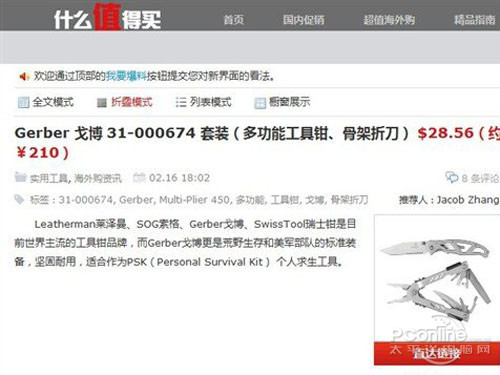 什么值得买
首页 国内促销 超值海外购 精品指南
欢迎通过顶部的我要爆料按钮提交您对新界面的看法。
全文模式 折叠模式 列表模式 橱窗展示
Gerber 戈博 31-000674 套装（多功能工具钳、骨架折刀） $28.56（约
￥210）
实用工具, 海外购资讯 02.16 18:02 8 条评论
标签：31-000674, Gerber, Multi-Plier 450, 多功能, 工具钳, 戈博, 骨架折刀 推荐人：Jacob Zhang
Leatherman莱泽曼、SOG索格、Gerber戈博、SwissTool瑞士钳是目
前世界主流的工具钳品牌，而Gerber戈博更是荒野生存和美军部队的标准装
备，坚固耐用，适合作为PSK（Personal Survival Kit） 个人求生工具。
PConline
太平洋电脑网
直达链接